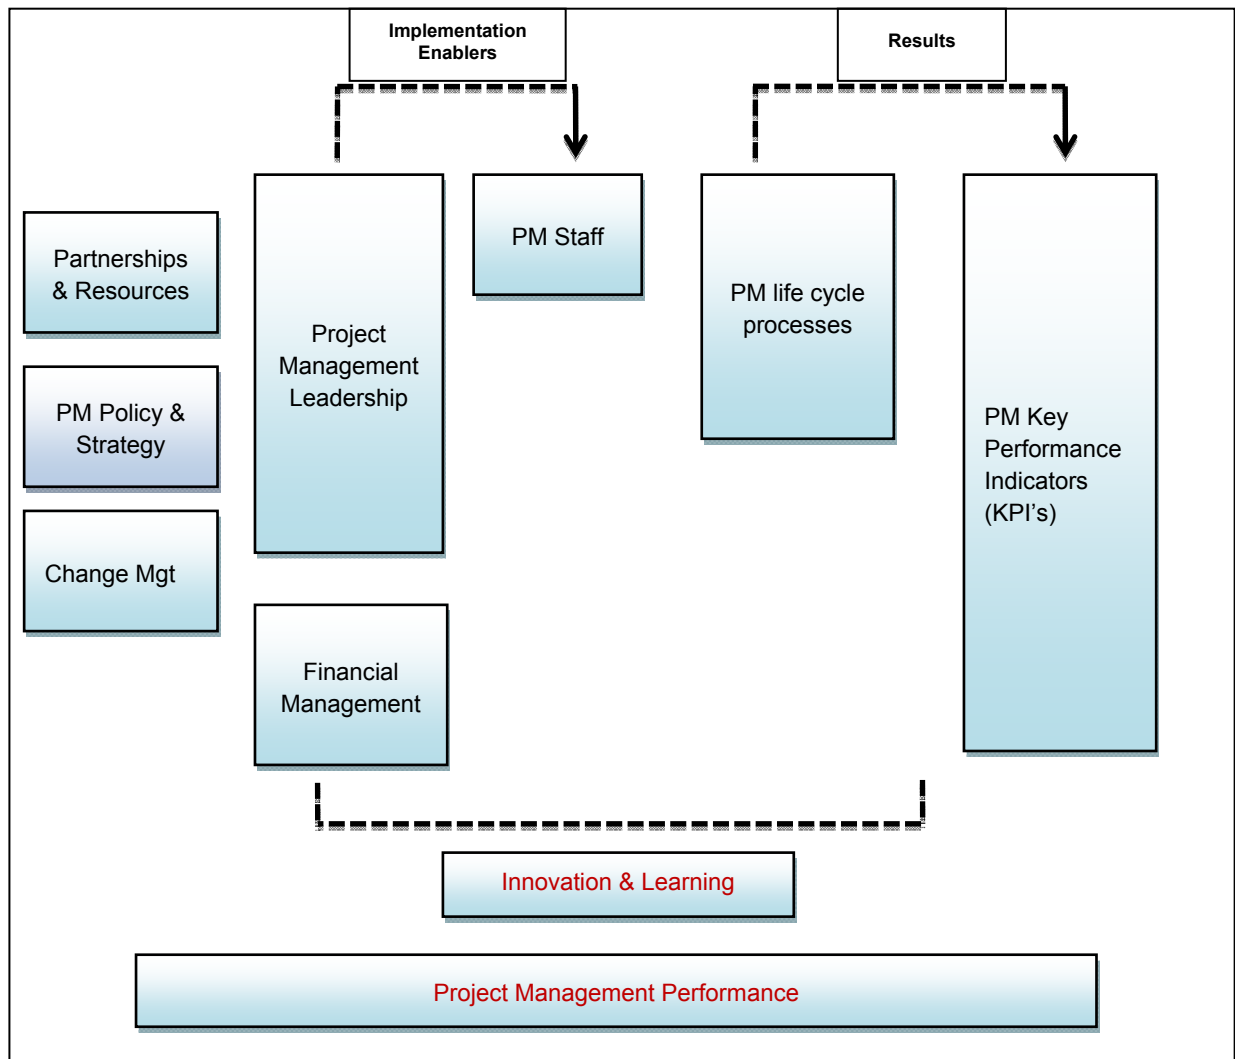 Implementation
Enablers
Results
Partnerships
& Resources
PM Policy &
Strategy
Change Mgt
Project
Management
Leadership
Financial
Management
PM Staff
PM life cycle
processes
PM Key
Performance
Indicators
(KPI’s)
Innovation & Learning
Project Management Performance